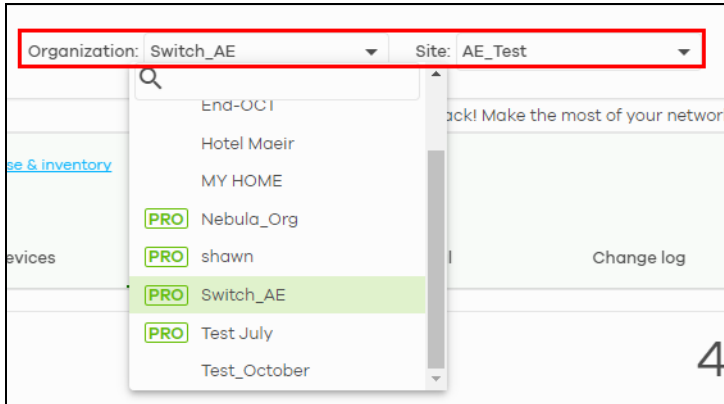 Organization: Switch_AE Site: AE_Test
End-OCT
ack! Make the most of your networ
Hotel Maeir
se & inventory
MY HOME
PRO Nebula_Org
evices
PRO shawn
l
Change log
PRO Switch_AE
PRO Test July
4
Test_October